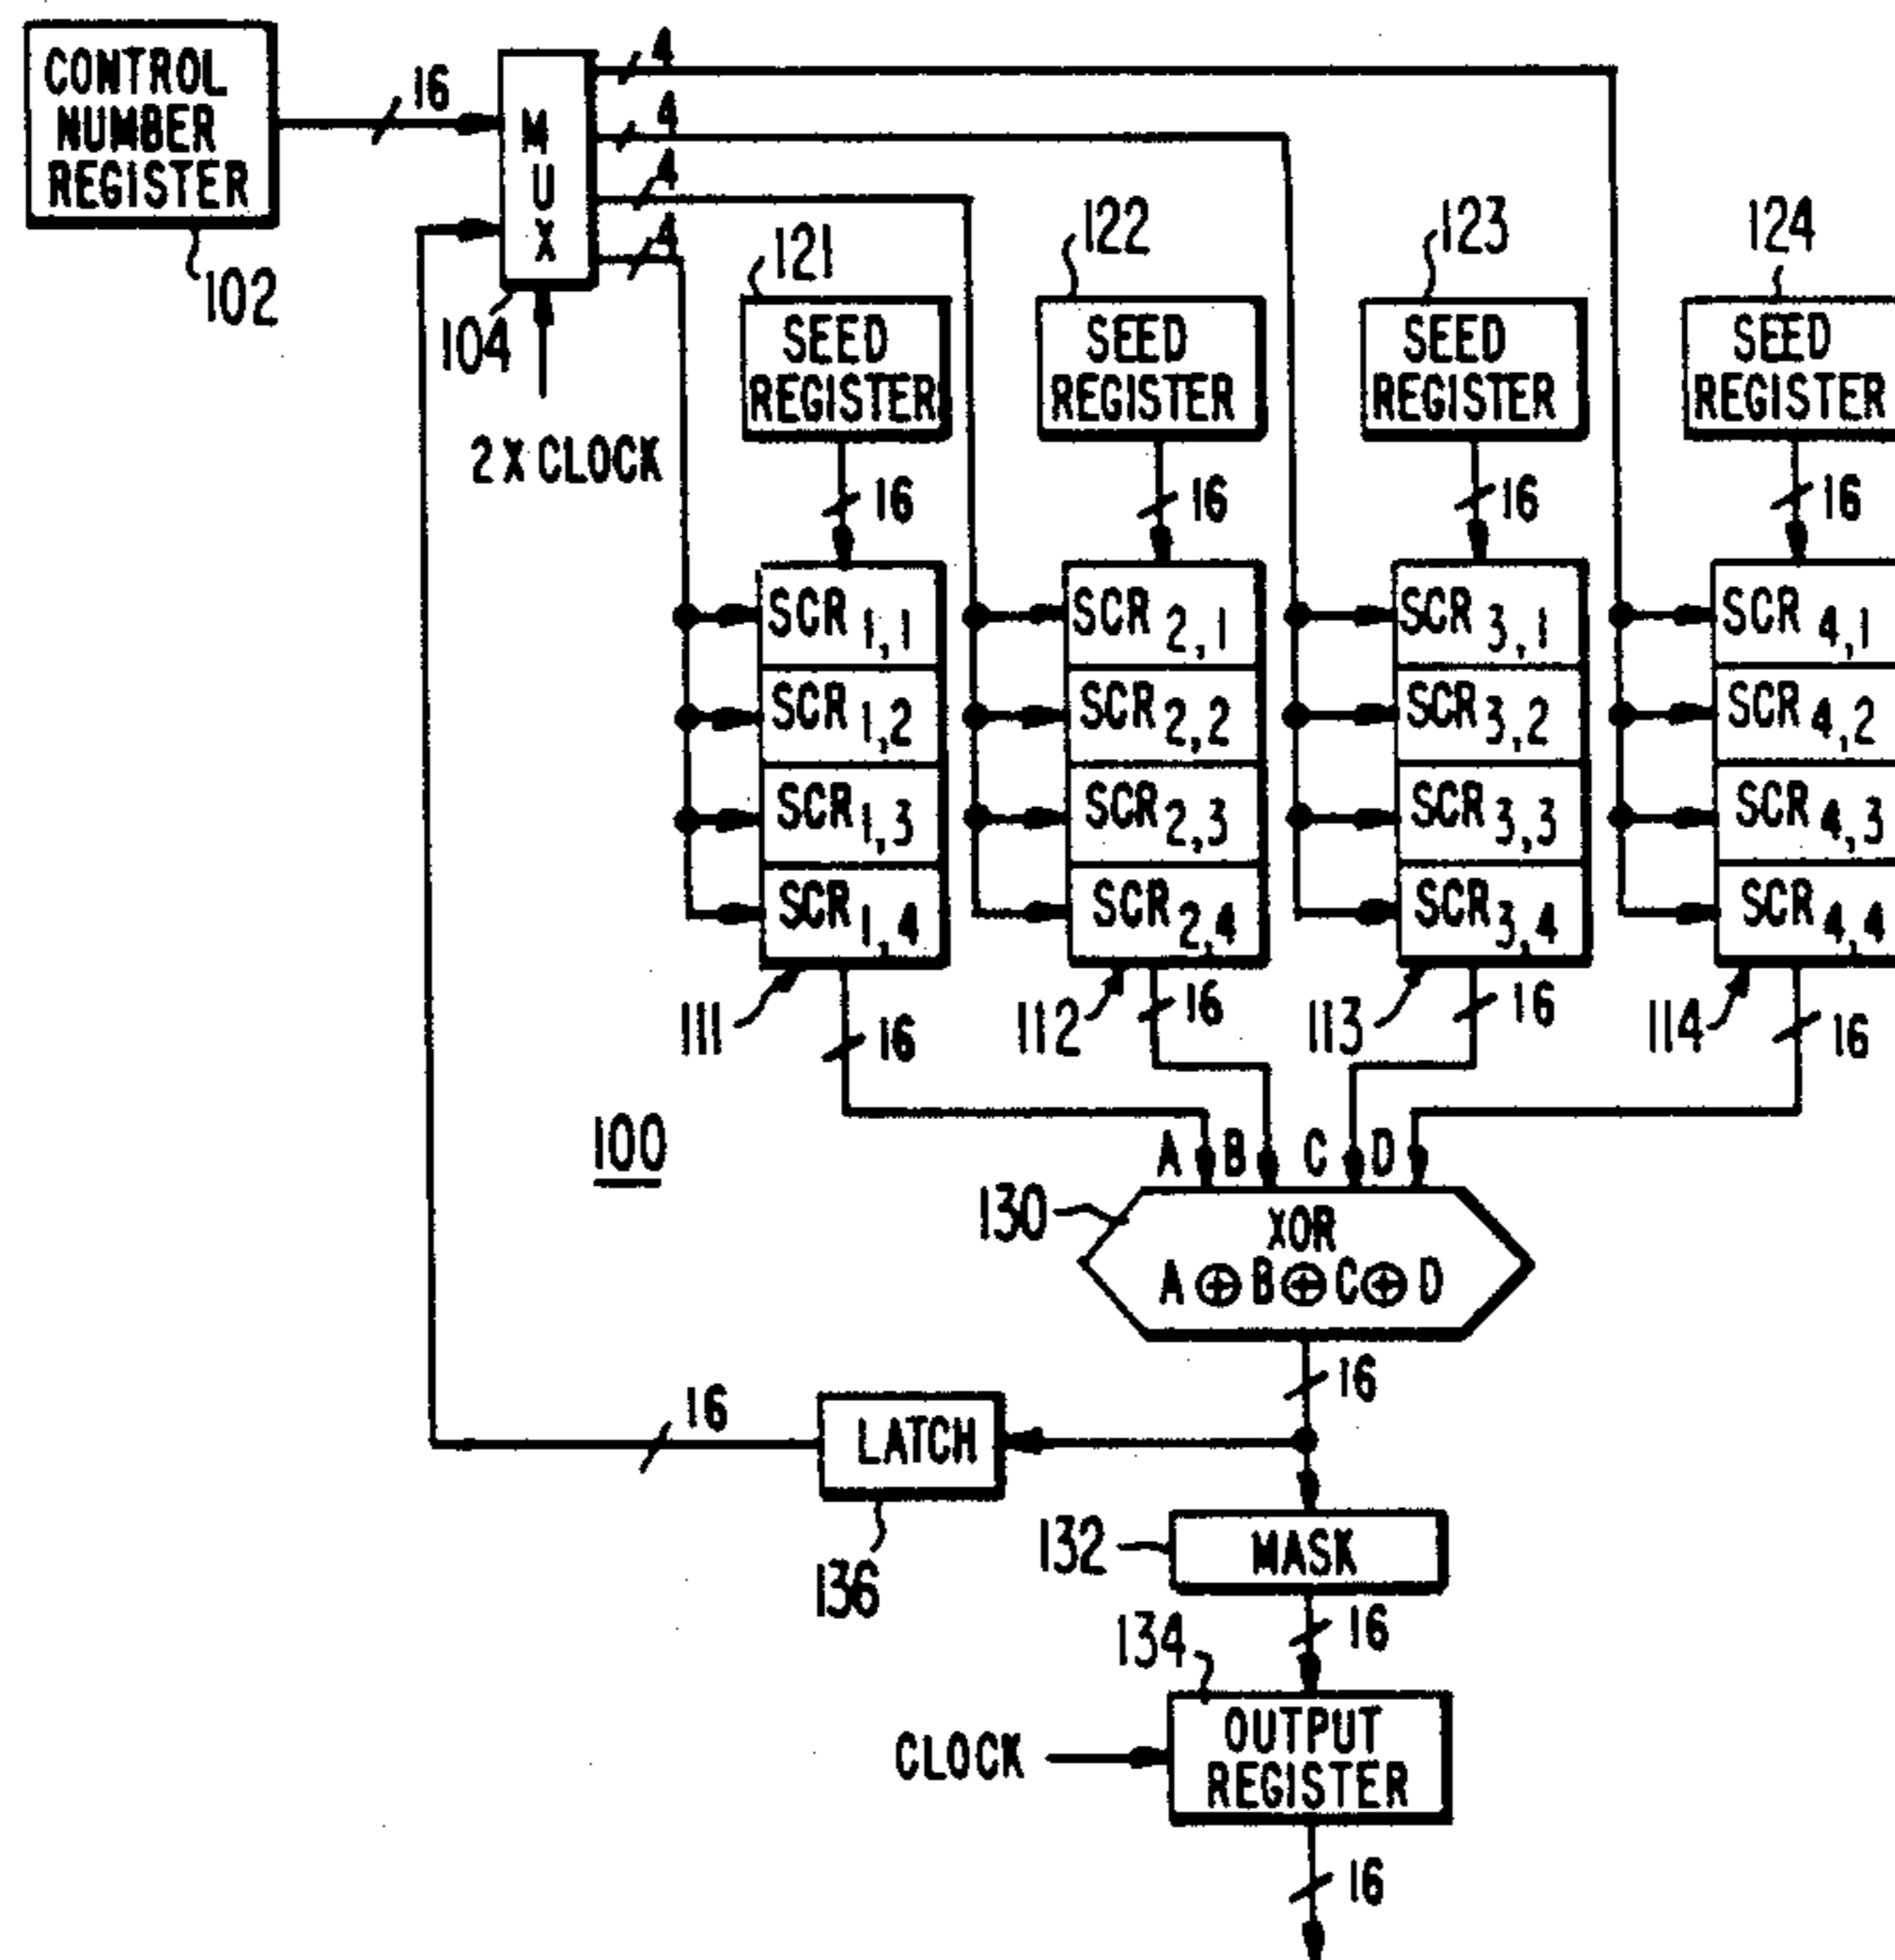 CONTROL
NUMBER
REGISTER
102
16
M
U
X
104
2 X CLOCK
4
4
4
4
121
SEED
REGISTER
16
122
SEED
REGISTER
16
123
SEED
REGISTER
16
124
SEED
REGISTER
16
SCR 1,1
SCR 1,2
SCR 1,3
SCR 1,4
SCR 2,1
SCR 2,2
SCR 2,3
SCR 2,4
SCR 3,1
SCR 3,2
SCR 3,3
SCR 3,4
SCR 4,1
SCR 4,2
SCR 4,3
SCR 4,4
111
16
112
16
113
16
114
16
100
A B C D
130
XOR
A ⊕ B ⊕ C ⊕ D
16
16
LATCH
136
132
MASK
16
134
CLOCK
OUTPUT
REGISTER
16